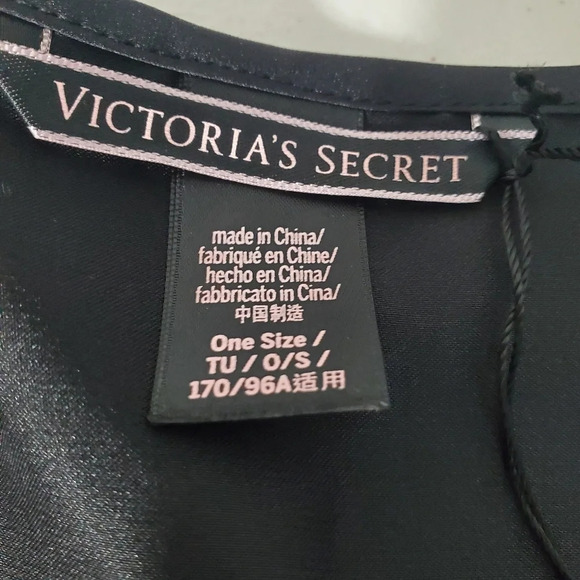 VICTORIA'S SECRET
made in China/
fabriqué en Chine/
hecho en China/
fabbricato in Cina/
中国制造
One Size /
TU / O/S /
170/96A适用